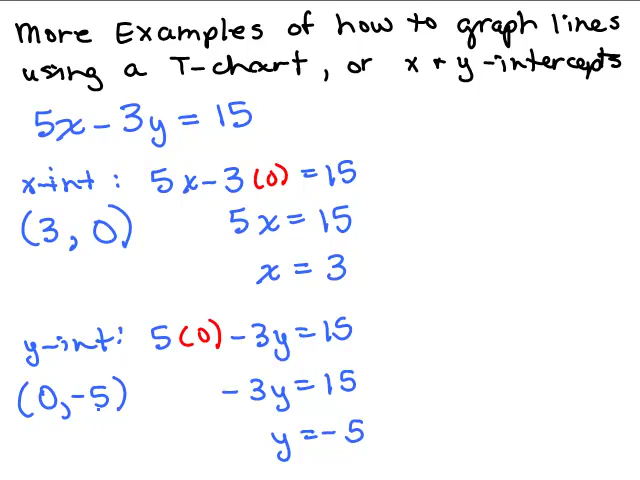 More Examples of how to graph lines
using a T-chart, or x + y-intercepts
5x - 3y = 15
x-int: 5x - 3(0) = 15
(3, 0) 5x = 15
x = 3
y-int: 5(0) - 3y = 15
(0, -5) -3y = 15
y = -5